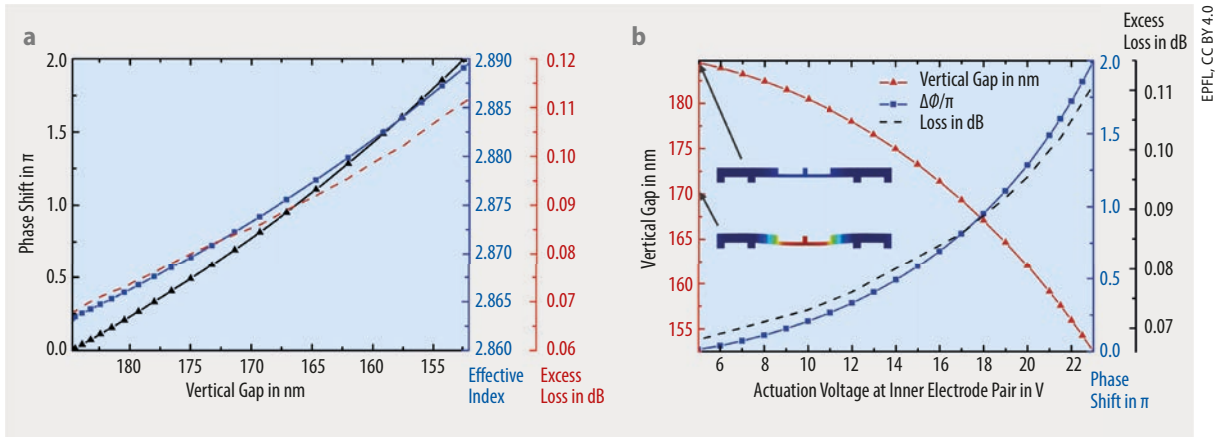 a
2.0
1.5
1.0
0.5
0.0
Phase Shift in π
180
175
170
165
160
155
Vertical Gap in nm
2.890
2.885
2.880
2.875
2.870
2.865
2.860
Effective
Index
0.12
0.11
0.10
0.09
0.08
0.07
0.06
Excess
Loss in dB
b
180
175
170
165
160
155
Vertical Gap in nm
Vertical Gap in nm
ΔΦ/π
Loss in dB
6
8
10
12
14
16
18
20
22
Actuation Voltage at Inner Electrode Pair in V
2.0
1.5
1.0
0.5
0.0
Phase
Shift in π
Excess
Loss in dB
0.11
0.10
0.09
0.08
0.07
EPFL, CC BY 4.0